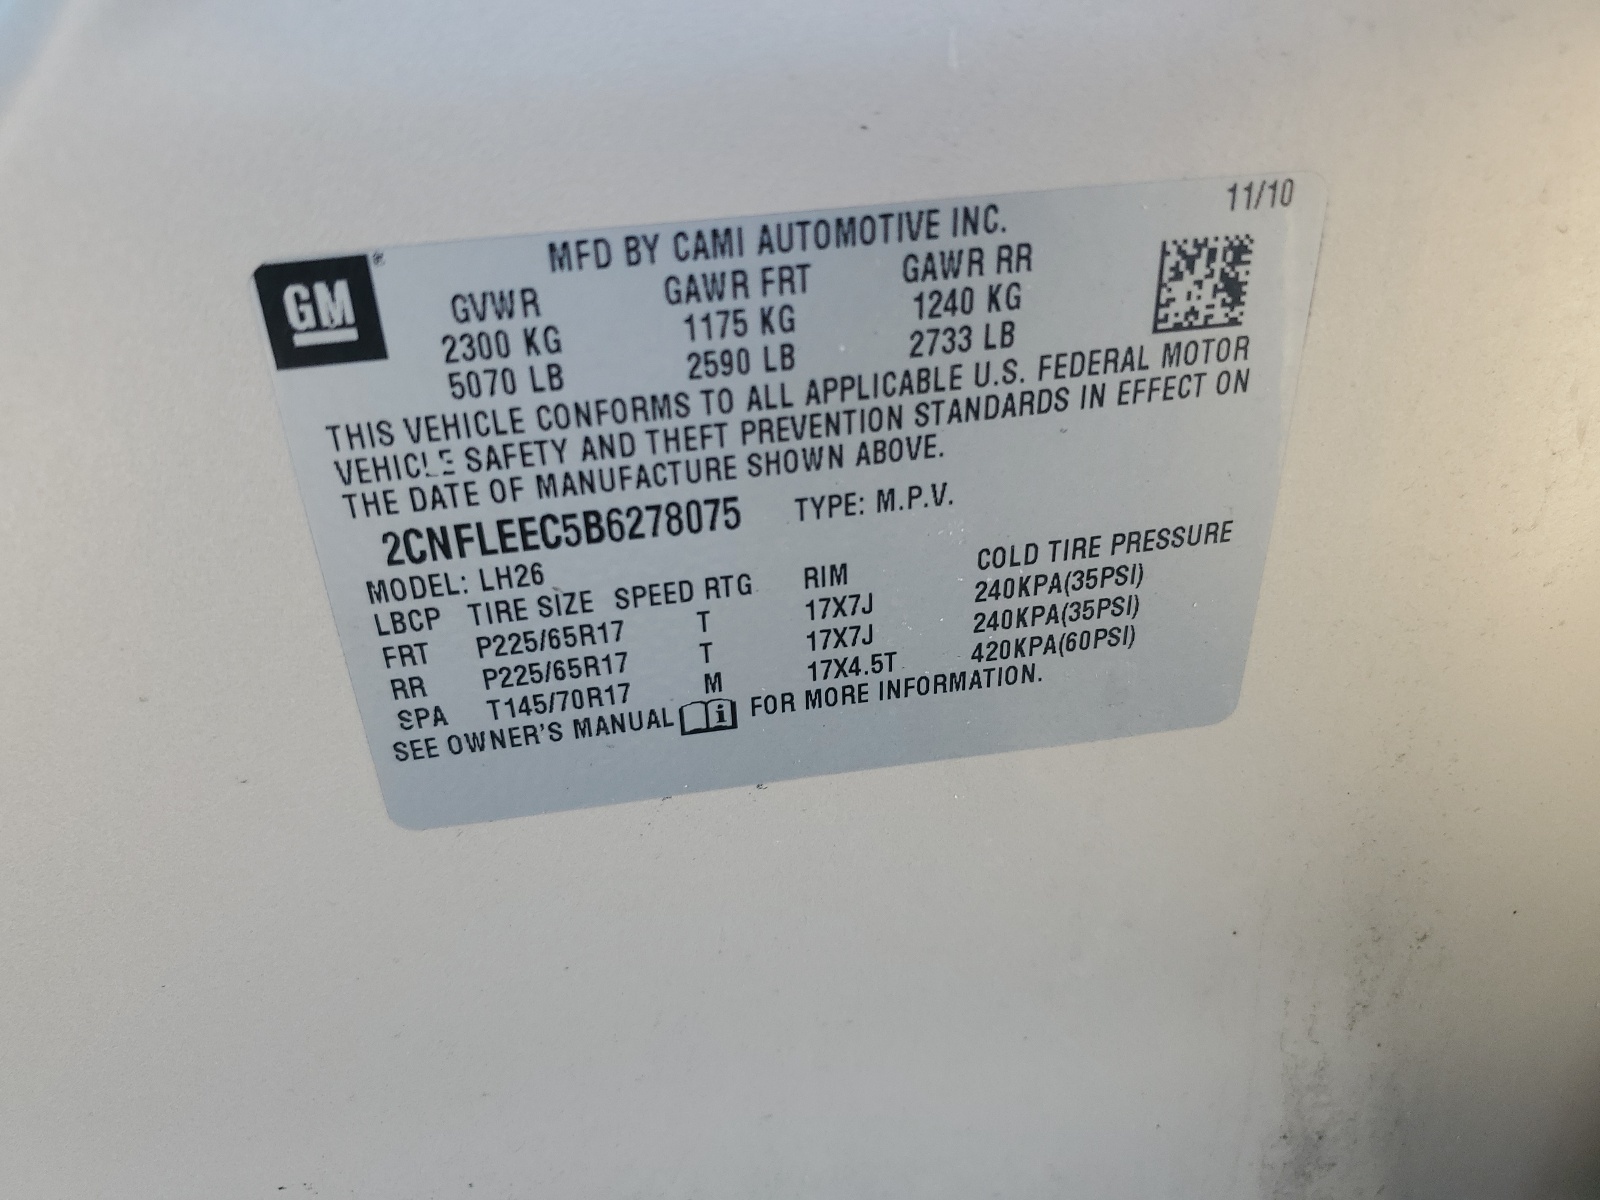 11/10
MFD BY CAMI AUTOMOTIVE INC.
GM ®
GVWR GAWR FRT GAWR RR
2300 KG 1175 KG 1240 KG
5070 LB 2590 LB 2733 LB
THIS VEHICLE CONFORMS TO ALL APPLICABLE U.S. FEDERAL MOTOR
VEHICLE SAFETY AND THEFT PREVENTION STANDARDS IN EFFECT ON
THE DATE OF MANUFACTURE SHOWN ABOVE.
2CNFLEEC5B6278075 TYPE: M.P.V.
MODEL: LH26
LBCP TIRE SIZE SPEED RTG RIM COLD TIRE PRESSURE
FRT P225/65R17 T 17X7J 240KPA(35PSI)
RR P225/65R17 T 17X7J 240KPA(35PSI)
SPA T145/70R17 M 17X4.5T 420KPA(60PSI)
SEE OWNER'S MANUAL i FOR MORE INFORMATION.